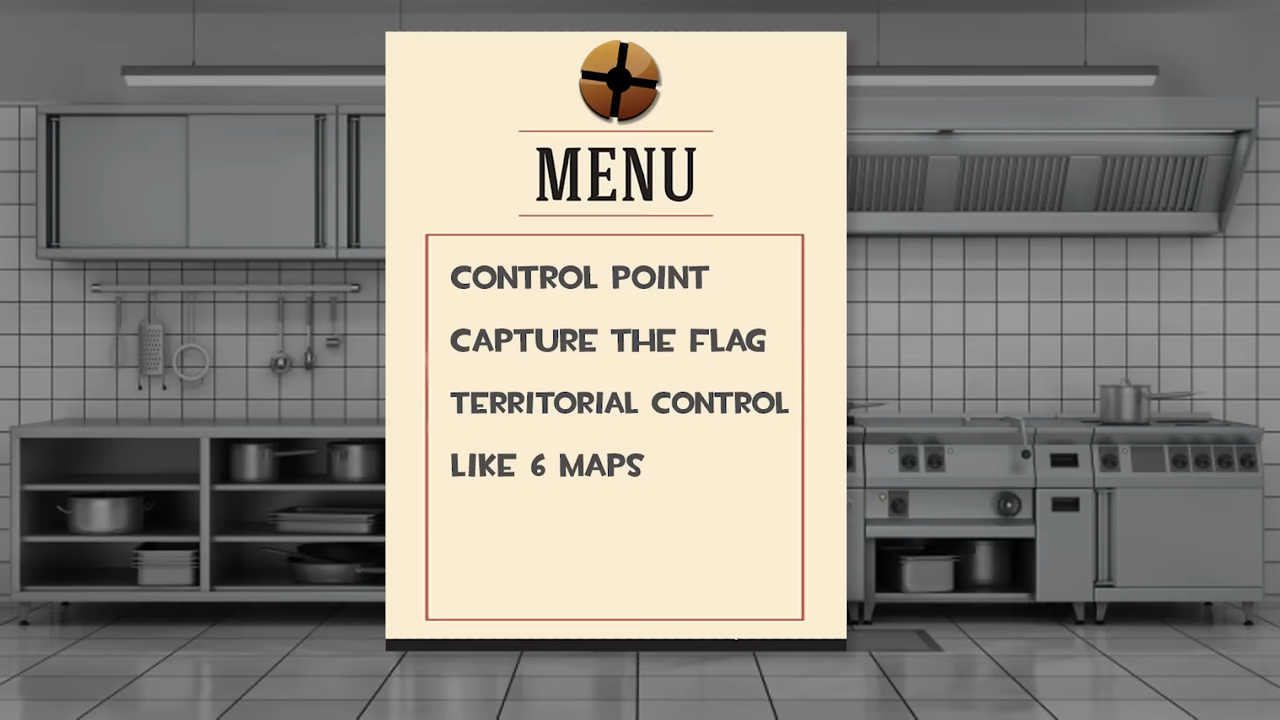 MENU
CONTROL POINT
CAPTURE THE FLAG
TERRITORIAL CONTROL
LIKE 6 MAPS